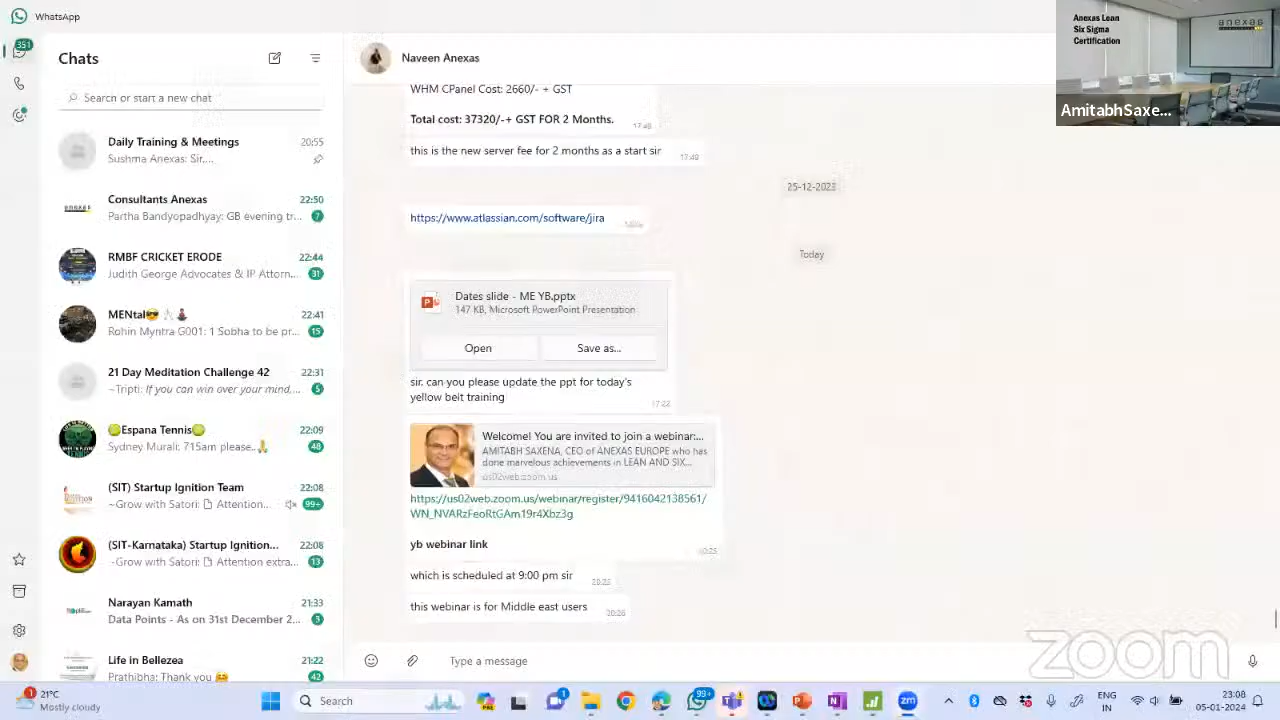 WhatsApp
351
Chats
Search or start a new chat
Daily Training & Meetings
20:55
Sushma Anexas: Sir,...
Consultants Anexas
22:50
Partha Bandyopadhyay: GB evening tr...
7
RMBF CRICKET ERODE
22:44
Judith George Advocates & IP Attorn...
31
MENtal
22:41
Rohin Myntra G001: 1 Sobha to be pr...
15
21 Day Meditation Challenge 42
22:31
~Tripti: If you can win over your mind,...
5
Espana Tennis
22:09
Sydney Murali: 715am please..🙏
48
(SIT) Startup Ignition Team
22:08
~Grow with Satori: Attention...
99+
(SIT-Karnataka) Startup Ignition...
22:08
~Grow with Satori: Attention extra...
13
Narayan Kamath
21:33
Data Points - As on 31st December 2...
3
Life in Bellezea
21:22
Prathibha: Thank you 🤗
42
Naveen Anexas
WHM CPanel Cost: 2660/- + GST
Total cost: 37320/-+ GST FOR 2 Months.
17:48
this is the new server fee for 2 months as a start sir
17:49
25-12-2023
https://www.atlassian.com/software/jira
Today
Dates slide - ME YB.pptx
147 KB, Microsoft PowerPoint Presentation
Open
Save as...
sir. can you please update the ppt for today's
yellow belt training
17:22
Welcome! You are invited to join a webinar:...
AMITABH SAXENA, CEO of ANEXAS EUROPE who has
done marvelous achievements in LEAN AND SIX...
us02web.zoom.us
https://us02web.zoom.us/webinar/register/9416042138561/
WN_NVARzFeoRtGAm19r4Xbz3g
yb webinar link
20:25
which is scheduled at 9:00 pm sir
20:25
this webinar is for Middle east users
20:26
Type a message
Anexas Lean
Six Sigma
Certification
anexas
AmitabhSaxe...
zoom
21°C
Mostly cloudy
Search
99+
ENG
IN
23:08
05-01-2024